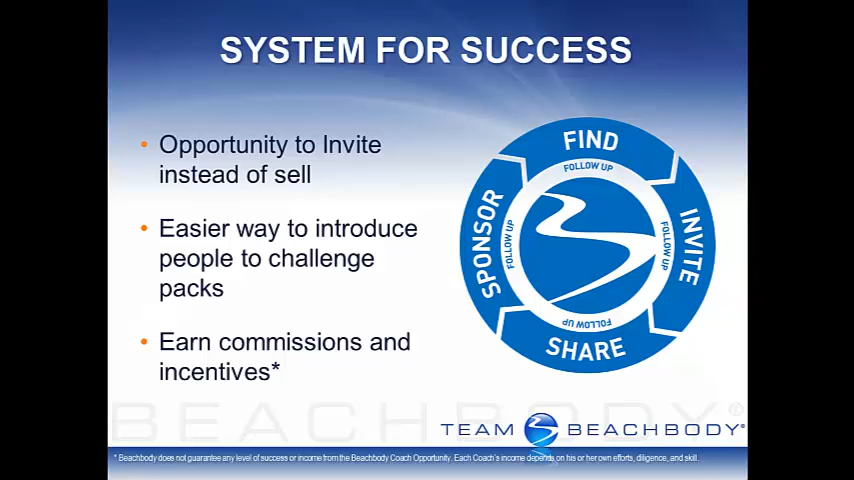 SYSTEM FOR SUCCESS
• Opportunity to Invite
instead of sell
• Easier way to introduce
people to challenge
packs
• Earn commissions and
incentives*
FIND
FOLLOW UP
INVITE
FOLLOW UP
SHARE
FOLLOW UP
SPONSOR
FOLLOW UP
BEACHBODY®
TEAM BEACHBODY®
* Beachbody does not guarantee any level of success or income from the Beachbody Coach Opportunity. Each Coach's income depends on his or her own efforts, diligence, and skill.